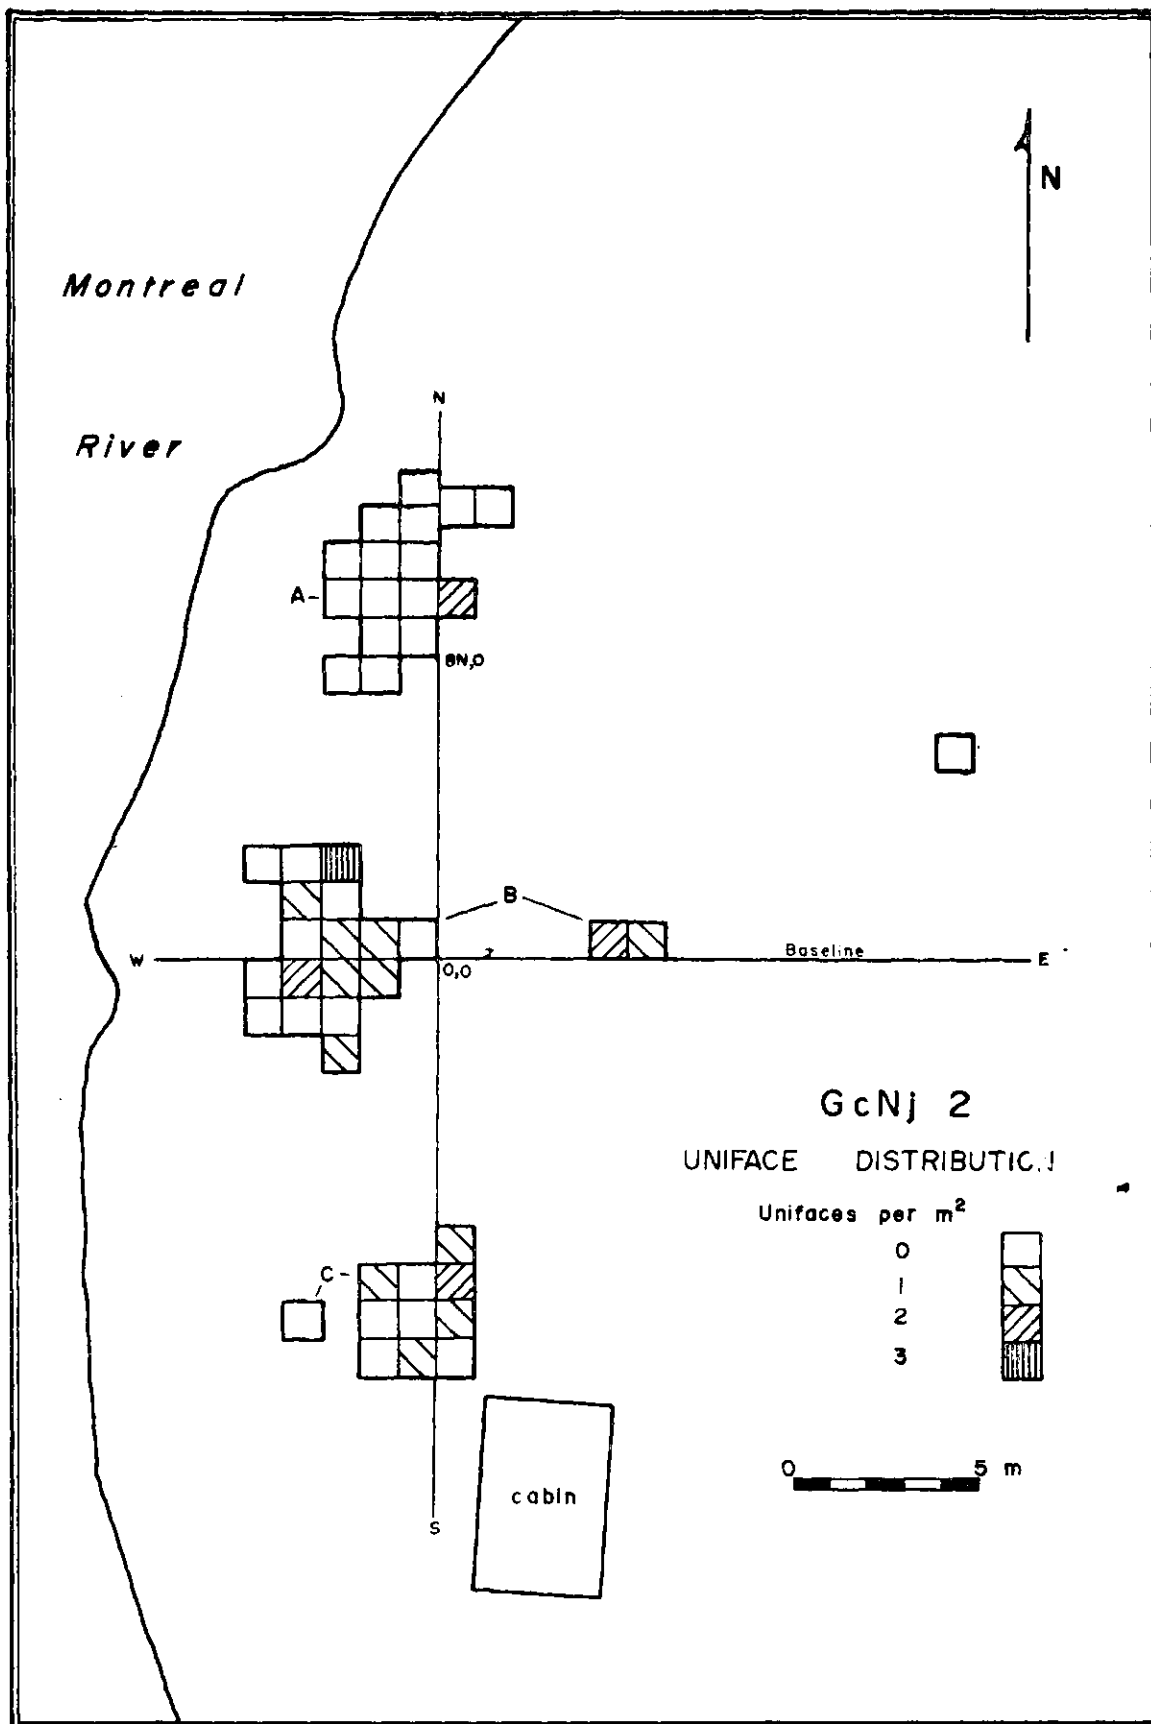 N
Montreal
N
River
A-
8N,0
B
W
Baseline
E
0,0
GcNj 2
UNIFACE DISTRIBUTION
Unifaces per m²
0
C-
1
2
3
0 5 m
cabin
S